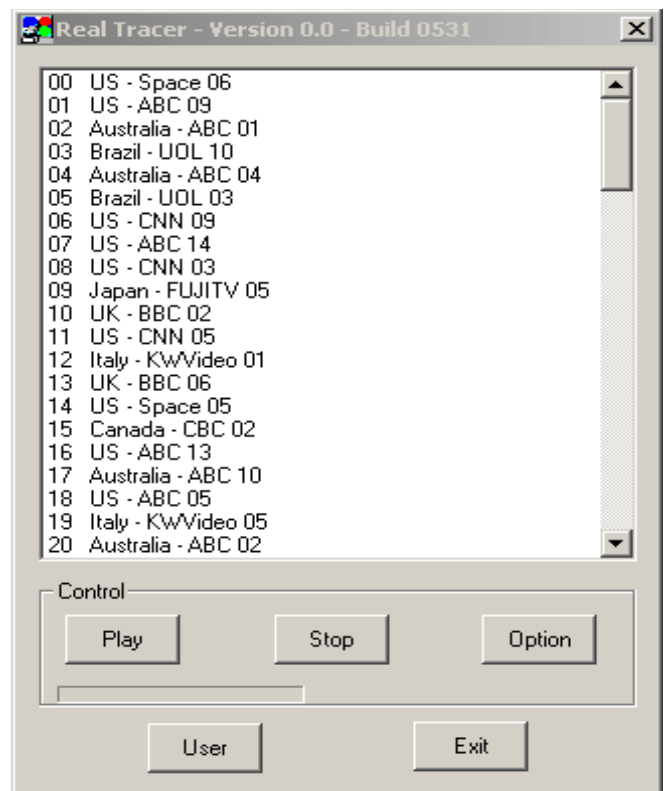 Real Tracer - Version 0.0 - Build 0531
00 US - Space 06
01 US - ABC 09
02 Australia - ABC 01
03 Brazil - UOL 10
04 Australia - ABC 04
05 Brazil - UOL 03
06 US - CNN 09
07 US - ABC 14
08 US - CNN 03
09 Japan - FUJITV 05
10 UK - BBC 02
11 US - CNN 05
12 Italy - KWVideo 01
13 UK - BBC 06
14 US - Space 05
15 Canada - CBC 02
16 US - ABC 13
17 Australia - ABC 10
18 US - ABC 05
19 Italy - KWVideo 05
20 Australia - ABC 02
Control
Play Stop Option
User Exit